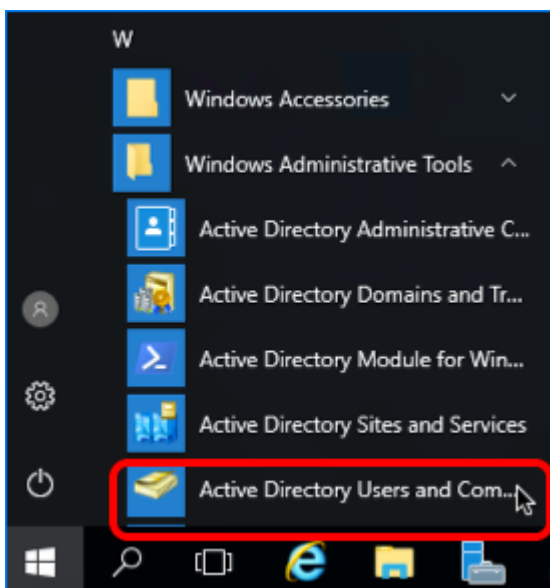 W
Windows Accessories
Windows Administrative Tools
Active Directory Administrative C...
Active Directory Domains and Tr...
Active Directory Module for Win...
Active Directory Sites and Services
Active Directory Users and Com...